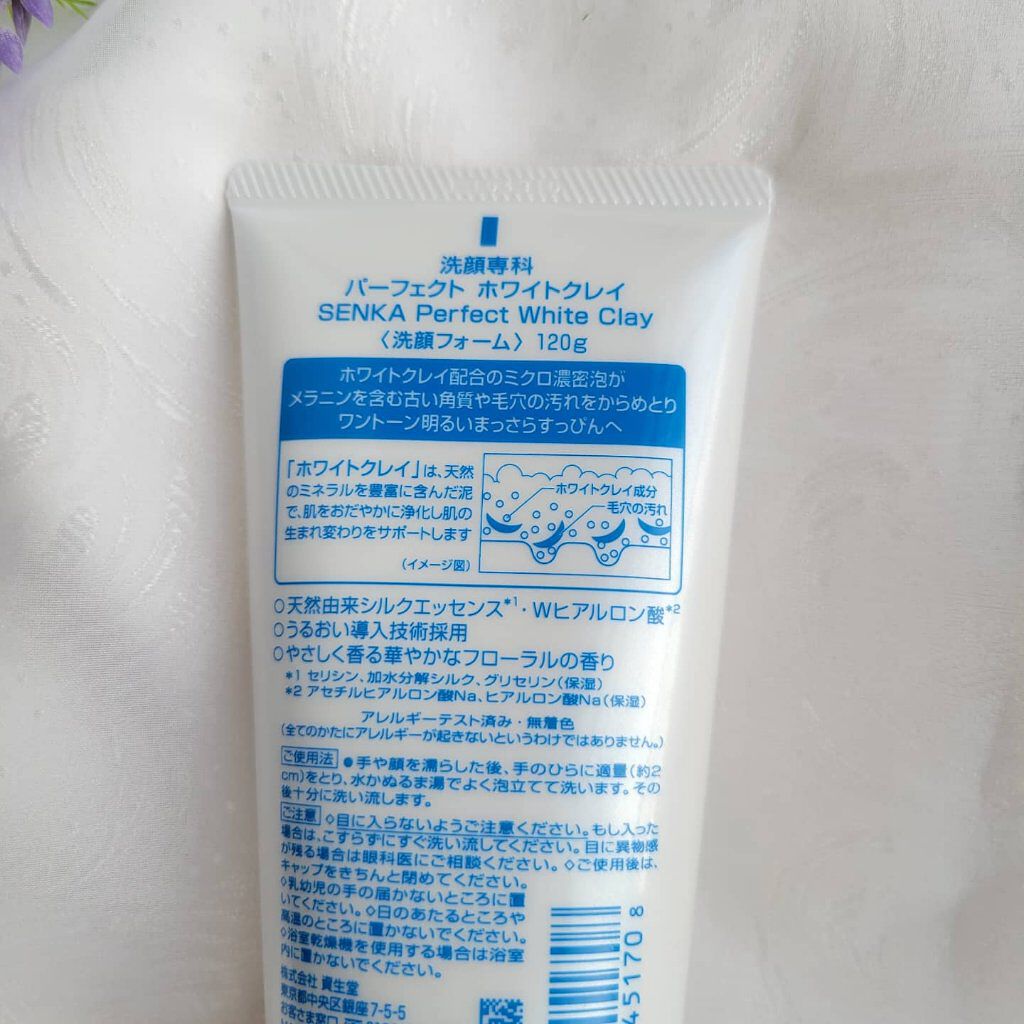 洗顔専科
パーフェクト ホワイトクレイ
SENKA Perfect White Clay
〈洗顔フォーム〉 120g
ホワイトクレイ配合のミクロ濃密泡が
メラニンを含む古い角質や毛穴の汚れをからめとり
ワントーン明るいまっさらすっぴんへ
「ホワイトクレイ」は、天然
のミネラルを豊富に含んだ泥
で、肌をおだやかに浄化し肌の
生まれ変わりをサポートします
ホワイトクレイ成分
毛穴の汚れ
(イメージ図)
○天然由来シルクエッセンス*1・Wヒアルロン酸*2
○うるおい導入技術採用
○やさしく香る華やかなフローラルの香り
*1 セリシン、加水分解シルク、グリセリン(保湿)
*2 アセチルヒアルロン酸Na、ヒアルロン酸Na(保湿)
アレルギーテスト済み・無着色
(全てのかたにアレルギーが起きないというわけではありません。)
ご使用法 ●手や顔を濡らした後、手のひらに適量(約2
cm)をとり、水かぬるま湯でよく泡立てて洗います。その
後十分に洗い流します。
ご注意 ◇目に入らないようご注意ください。もし入った
場合は、こすらずにすぐ洗い流してください。目に異物感
が残る場合は眼科医にご相談ください。◇ご使用後は、
キャップをきちんと閉めてください。
◇乳幼児の手の届かないところに置
いてください。◇日のあたるところや
高温のところに置かないでください。
◇浴室乾燥機を使用する場合は浴室
内に置かないでください。
株式会社 資生堂
東京都中央区銀座7-5-5
お客さま窓口
45170 8